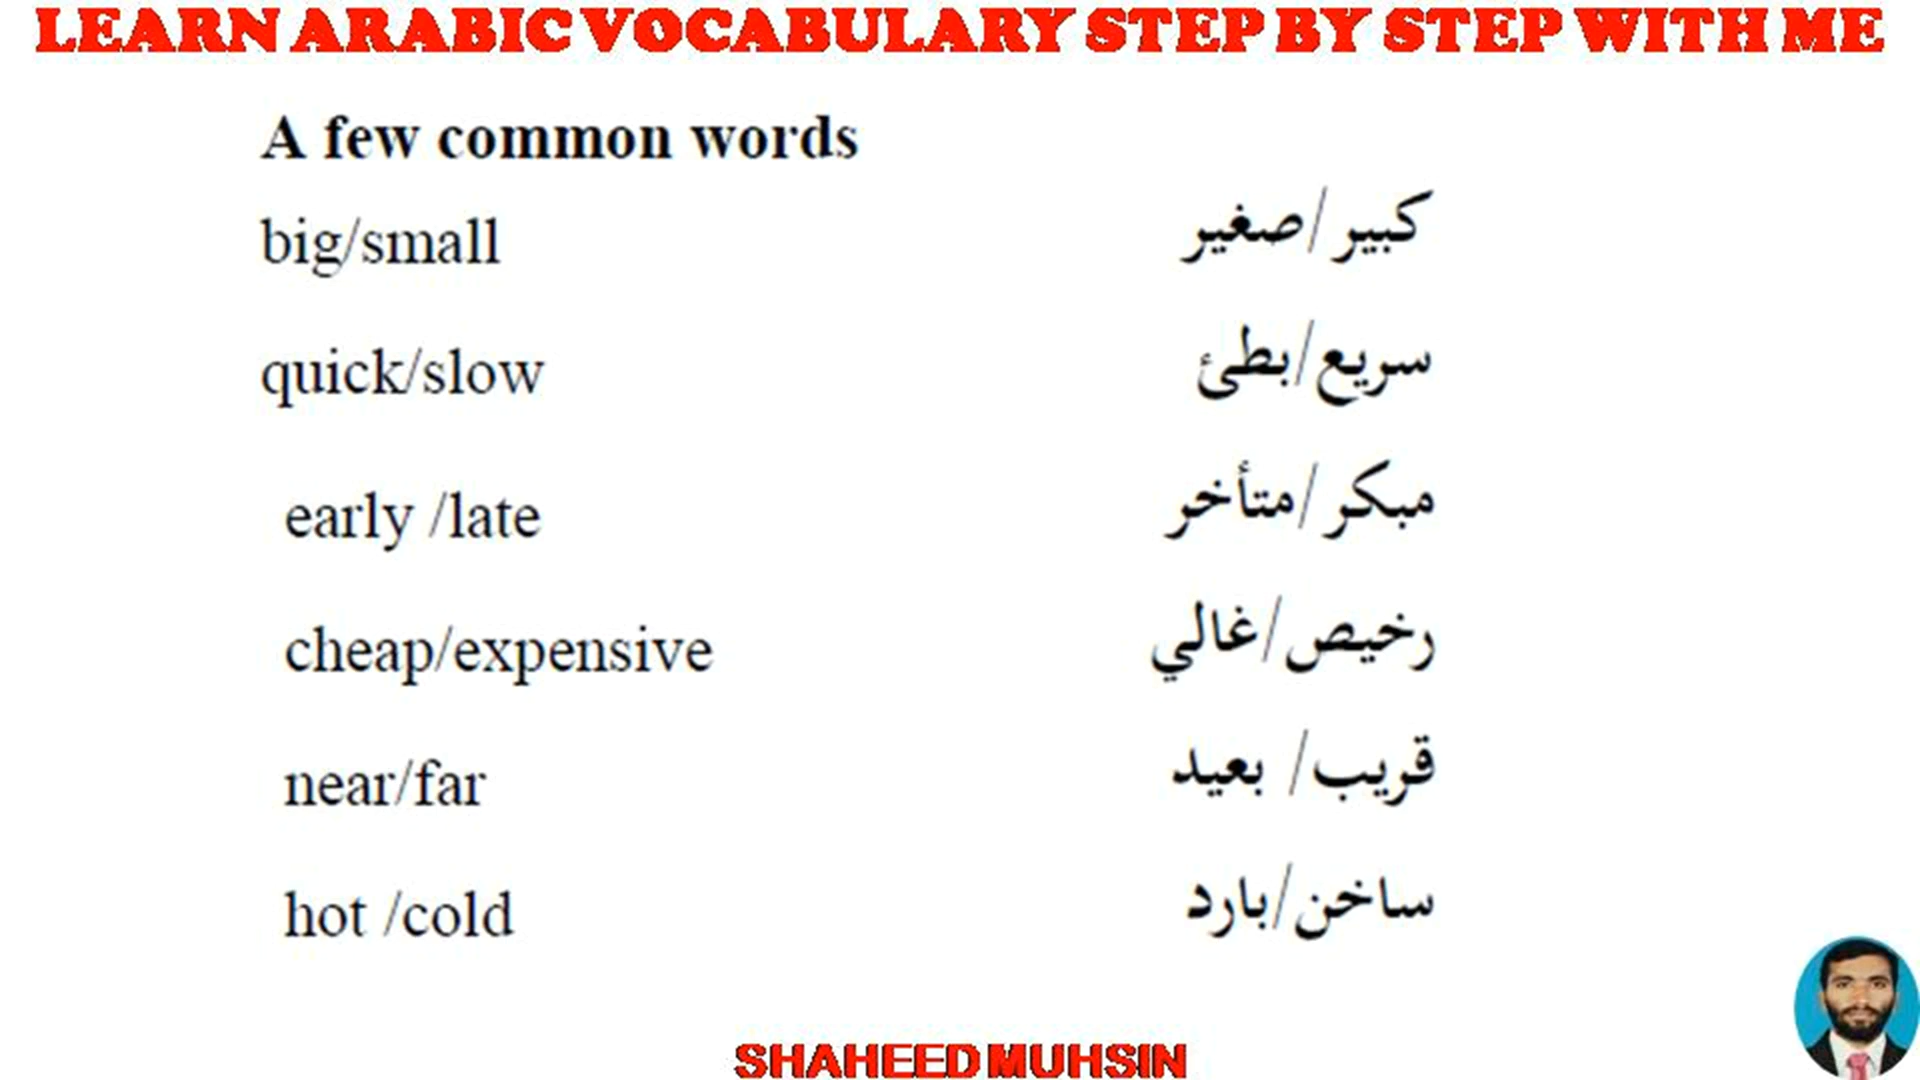 LEARN ARABIC VOCABULARY STEP BY STEP WITH ME
A few common words
big/small كبير/صغير
quick/slow سريع/بطئ
early /late مبكر/متأخر
cheap/expensive رخيص/غالي
near/far قريب/ بعيد
hot /cold ساخن/بارد
SHAHEED MUHSIN